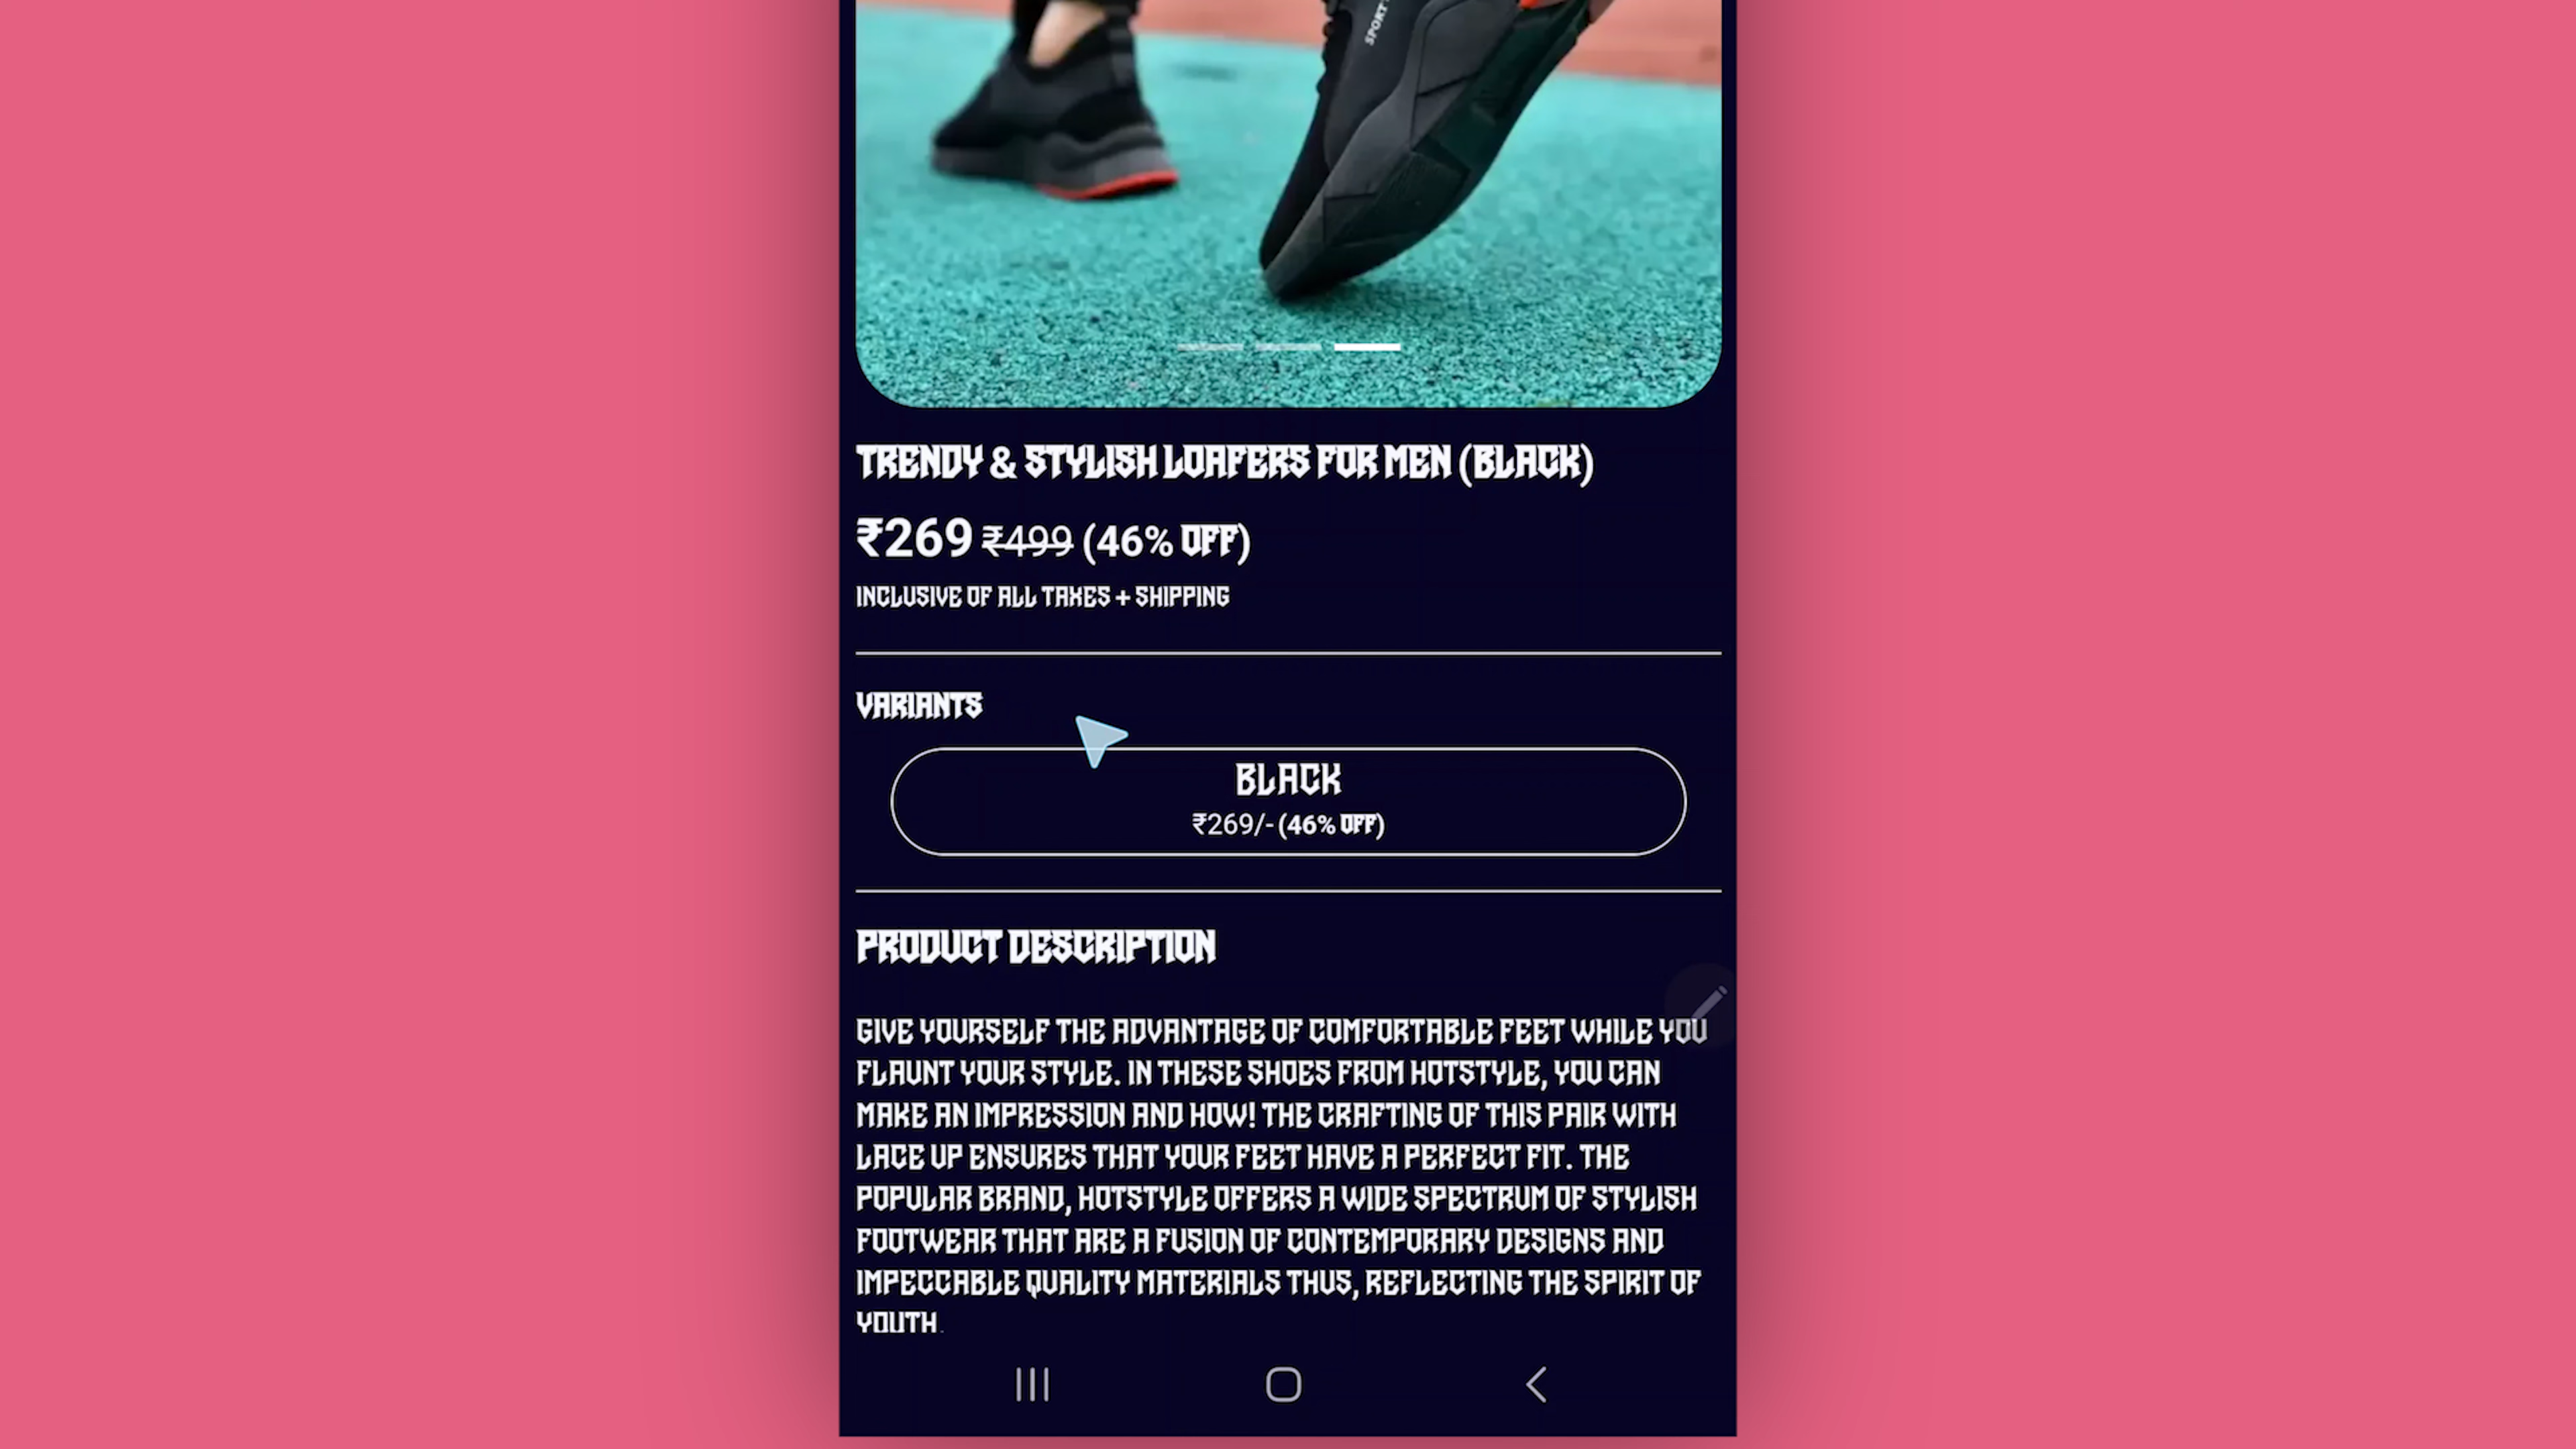 SPORT
TRENDY & STYLISH LOAFERS FOR MEN (BLACK)
₹269 ₹499 (46% OFF)
INCLUSIVE OF ALL TAXES + SHIPPING
VARIANTS
BLACK
₹269/- (46% OFF)
PRODUCT DESCRIPTION
GIVE YOURSELF THE ADVANTAGE OF COMFORTABLE FEET WHILE YOU
FLAUNT YOUR STYLE. IN THESE SHOES FROM HOTSTYLE, YOU CAN
MAKE AN IMPRESSION AND HOW! THE CRAFTING OF THIS PAIR WITH
LACE UP ENSURES THAT YOUR FEET HAVE A PERFECT FIT. THE
POPULAR BRAND, HOTSTYLE OFFERS A WIDE SPECTRUM OF STYLISH
FOOTWEAR THAT ARE A FUSION OF CONTEMPORARY DESIGNS AND
IMPECCABLE QUALITY MATERIALS THUS, REFLECTING THE SPIRIT OF
YOUTH.